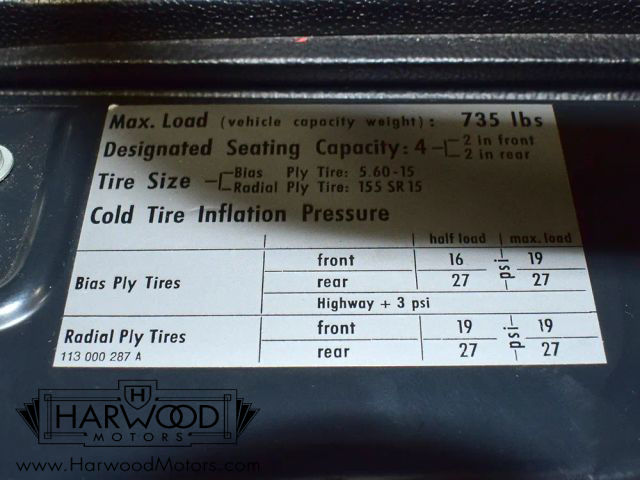 Max. Load (vehicle capacity weight): 735 lbs
Designated Seating Capacity: 4 2 in front
2 in rear
Tire Size Bias Ply Tire: 5.60-15
Radial Ply Tire: 155 SR 15
Cold Tire Inflation Pressure
half load max. load
Bias Ply Tires
front 16 psi 19
rear 27 27
Highway + 3 psi
Radial Ply Tires
front 19 psi 19
rear 27 27
113 000 287 A
H
HARWOOD
MOTORS
www.HarwoodMotors.com